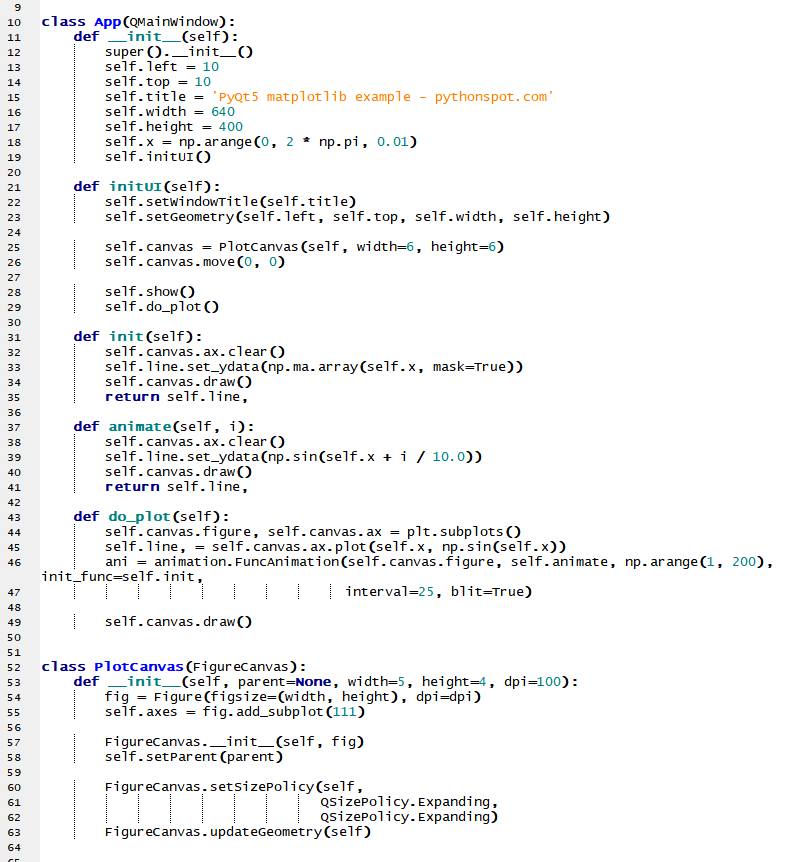 9
10 class App(QMainWindow):
11     def __init__(self):
12         super().__init__()
13         self.left = 10
14         self.top = 10
15         self.title = 'PyQt5 matplotlib example - pythonspot.com'
16         self.width = 640
17         self.height = 400
18         self.x = np.arange(0, 2 * np.pi, 0.01)
19         self.initUI()
20
21     def initUI(self):
22         self.setWindowTitle(self.title)
23         self.setGeometry(self.left, self.top, self.width, self.height)
24
25         self.canvas = PlotCanvas(self, width=6, height=6)
26         self.canvas.move(0, 0)
27
28         self.show()
29         self.do_plot()
30
31     def init(self):
32         self.canvas.ax.clear()
33         self.line.set_ydata(np.ma.array(self.x, mask=True))
34         self.canvas.draw()
35         return self.line,
36
37     def animate(self, i):
38         self.canvas.ax.clear()
39         self.line.set_ydata(np.sin(self.x + i / 10.0))
40         self.canvas.draw()
41         return self.line,
42
43     def do_plot(self):
44         self.canvas.figure, self.canvas.ax = plt.subplots()
45         self.line, = self.canvas.ax.plot(self.x, np.sin(self.x))
46         ani = animation.FuncAnimation(self.canvas.figure, self.animate, np.arange(1, 200),
init_func=self.init,
47                                       interval=25, blit=True)
48
49         self.canvas.draw()
50
51
52 class PlotCanvas(FigureCanvas):
53     def __init__(self, parent=None, width=5, height=4, dpi=100):
54         fig = Figure(figsize=(width, height), dpi=dpi)
55         self.axes = fig.add_subplot(111)
56
57         FigureCanvas.__init__(self, fig)
58         self.setParent(parent)
59
60         FigureCanvas.setSizePolicy(self,
61                                    QSizePolicy.Expanding,
62                                    QSizePolicy.Expanding)
63         FigureCanvas.updateGeometry(self)
64